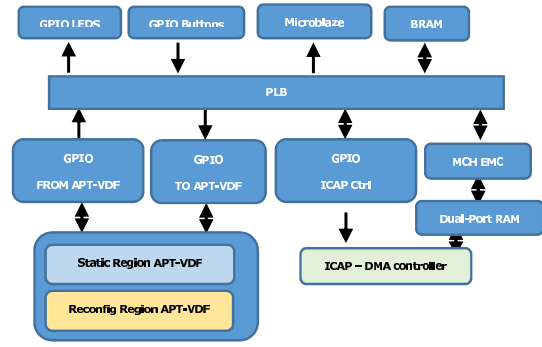 GPIO LEDS
GPIO Buttons
Microblaze
BRAM
PLB
GPIO
FROM APT-VDF
GPIO
TO APT-VDF
GPIO
ICAP Ctrl
MCH EMC
Dual-Port RAM
Static Region APT-VDF
ICAP – DMA controller
Reconfig Region APT-VDF